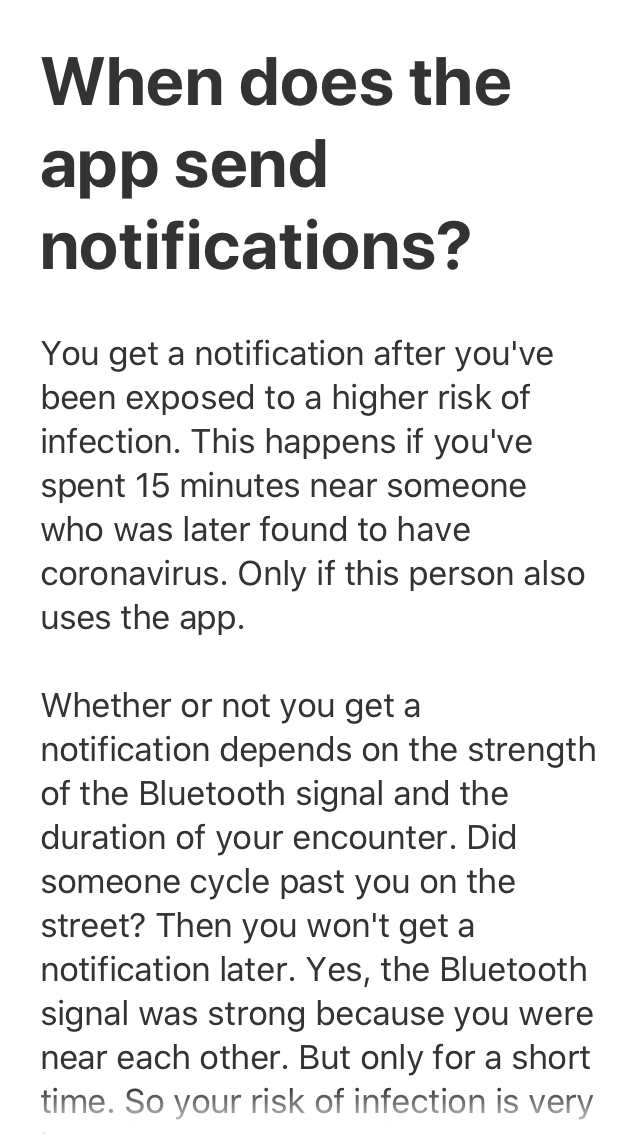 When does the
app send
notifications?
You get a notification after you've
been exposed to a higher risk of
infection. This happens if you've
spent 15 minutes near someone
who was later found to have
coronavirus. Only if this person also
uses the app.
Whether or not you get a
notification depends on the strength
of the Bluetooth signal and the
duration of your encounter. Did
someone cycle past you on the
street? Then you won't get a
notification later. Yes, the Bluetooth
signal was strong because you were
near each other. But only for a short
time. So your risk of infection is very